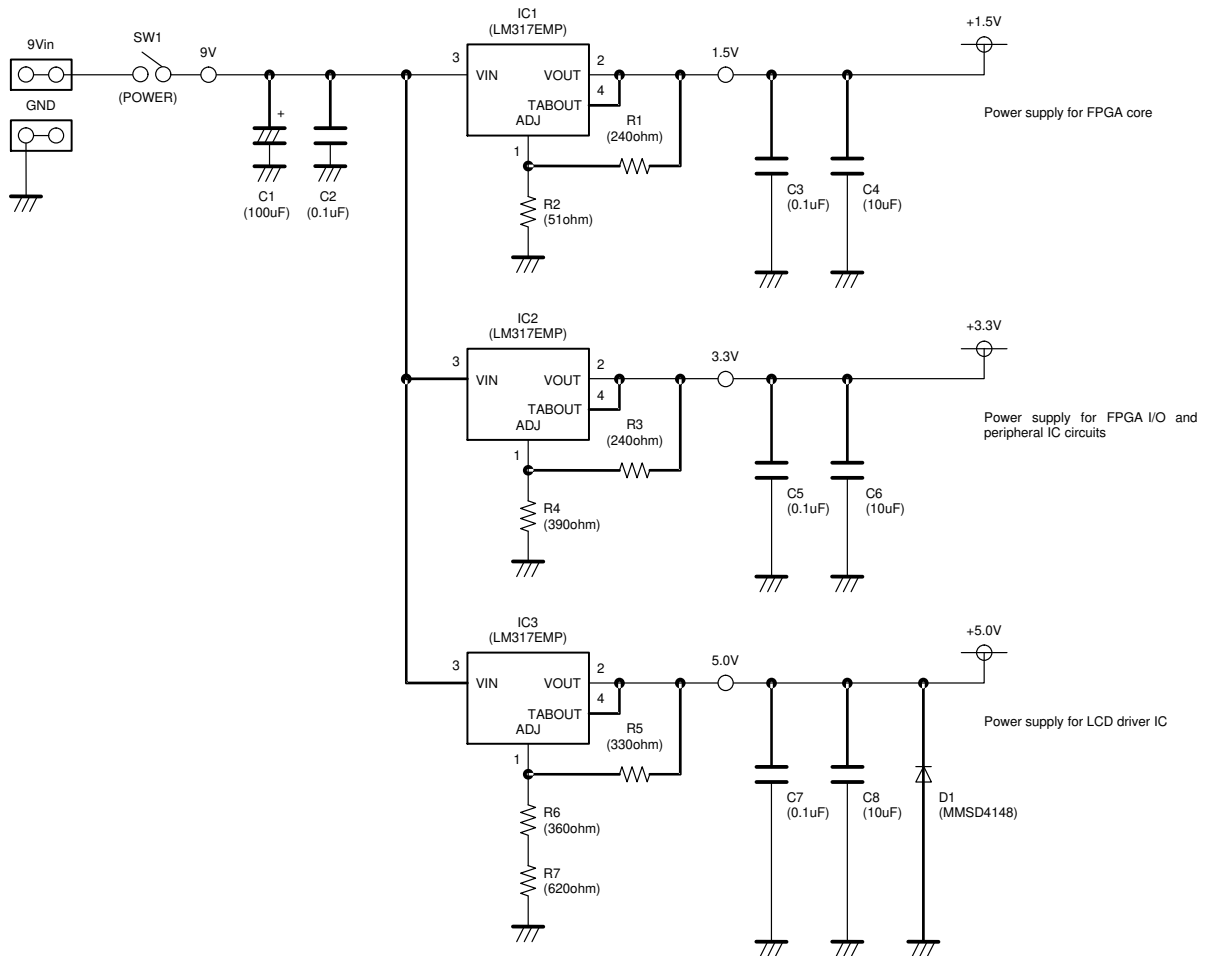 9Vin
SW1
9V
(POWER)
GND
C1
(100uF)
+
C2
(0.1uF)
IC1
(LM317EMP)
3
VIN
VOUT
2
4
TABOUT
ADJ
1
R1
(240ohm)
R2
(51ohm)
1.5V
C3
(0.1uF)
C4
(10uF)
+1.5V
Power supply for FPGA core
IC2
(LM317EMP)
3
VIN
VOUT
2
4
TABOUT
ADJ
1
R3
(240ohm)
R4
(390ohm)
3.3V
C5
(0.1uF)
C6
(10uF)
+3.3V
Power supply for FPGA I/O and
peripheral IC circuits
IC3
(LM317EMP)
3
VIN
VOUT
2
4
TABOUT
ADJ
1
R5
(330ohm)
R6
(360ohm)
R7
(620ohm)
5.0V
C7
(0.1uF)
C8
(10uF)
D1
(MMSD4148)
+5.0V
Power supply for LCD driver IC